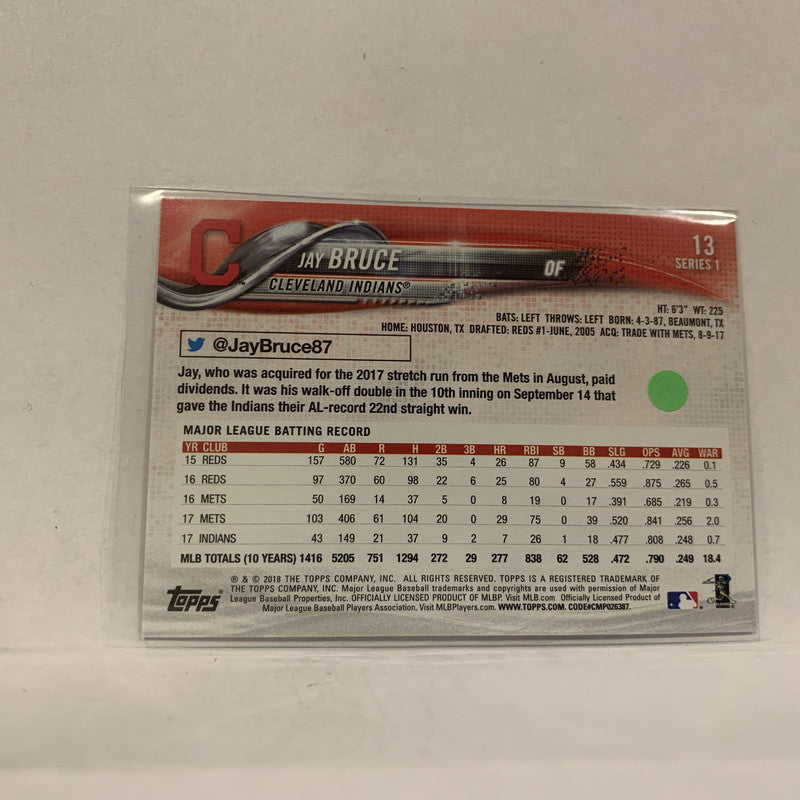 C
JAY BRUCE
OF
13
SERIES 1
CLEVELAND INDIANS®
HT: 6'3" WT: 225
BATS: LEFT THROWS: LEFT BORN: 4-3-87, BEAUMONT, TX
HOME: HOUSTON, TX DRAFTED: REDS #1-JUNE, 2005 ACQ: TRADE WITH METS, 8-9-17
@JayBruce87
Jay, who was acquired for the 2017 stretch run from the Mets in August, paid
dividends. It was his walk-off double in the 10th inning on September 14 that
gave the Indians their AL-record 22nd straight win.
MAJOR LEAGUE BATTING RECORD
YR CLUB G AB R H 2B 3B HR RBI SB BB SLG OPS AVG WAR
15 REDS 157 580 72 131 35 4 26 87 9 58 .434 .729 .226 0.1
16 REDS 97 370 60 98 22 6 25 80 4 27 .559 .875 .265 0.5
16 METS 50 169 14 37 5 0 8 19 0 17 .391 .685 .219 0.3
17 METS 103 406 61 104 20 0 29 75 0 39 .520 .841 .256 2.0
17 INDIANS 43 149 21 37 9 2 7 26 1 18 .477 .808 .248 0.7
MLB TOTALS (10 YEARS) 1416 5205 751 1294 272 29 277 838 62 528 .472 .790 .249 18.4
® & © 2018 THE TOPPS COMPANY, INC. ALL RIGHTS RESERVED. TOPPS IS A REGISTERED TRADEMARK OF
THE TOPPS COMPANY, INC. Major League Baseball trademarks and copyrights are used with permission of Major
League Baseball Properties, Inc. OFFICIALLY LICENSED PRODUCT OF MLBP. Visit MLB.com Officially Licensed Product of
Major League Baseball Players Association. Visit MLBPlayers.com. WWW.TOPPS.COM. CODE#CMP026387.
topps